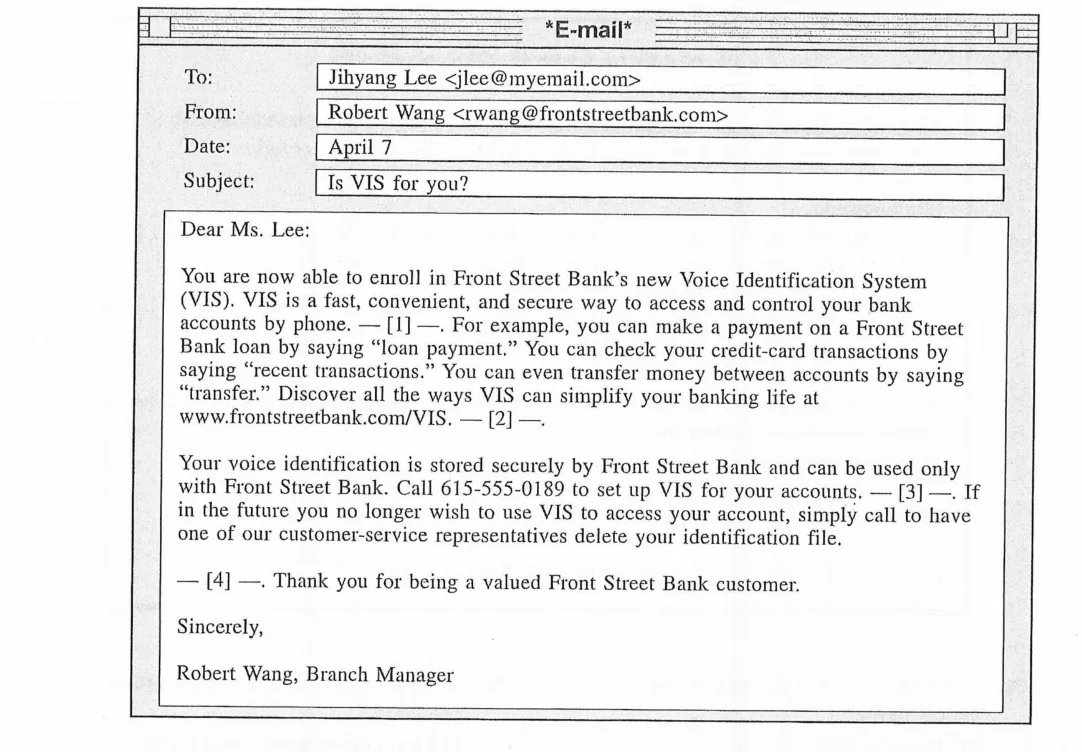 *E-mail*
To: Jihyang Lee <jlee@myemail.com>
From: Robert Wang <rwang@frontstreetbank.com>
Date: April 7
Subject: Is VIS for you?
Dear Ms. Lee:
You are now able to enroll in Front Street Bank's new Voice Identification System
(VIS). VIS is a fast, convenient, and secure way to access and control your bank
accounts by phone. — [1] —. For example, you can make a payment on a Front Street
Bank loan by saying “loan payment.” You can check your credit-card transactions by
saying “recent transactions.” You can even transfer money between accounts by saying
“transfer.” Discover all the ways VIS can simplify your banking life at
www.frontstreetbank.com/VIS. — [2] —.
Your voice identification is stored securely by Front Street Bank and can be used only
with Front Street Bank. Call 615-555-0189 to set up VIS for your accounts. — [3] —. If
in the future you no longer wish to use VIS to access your account, simply call to have
one of our customer-service representatives delete your identification file.
— [4] —. Thank you for being a valued Front Street Bank customer.
Sincerely,
Robert Wang, Branch Manager